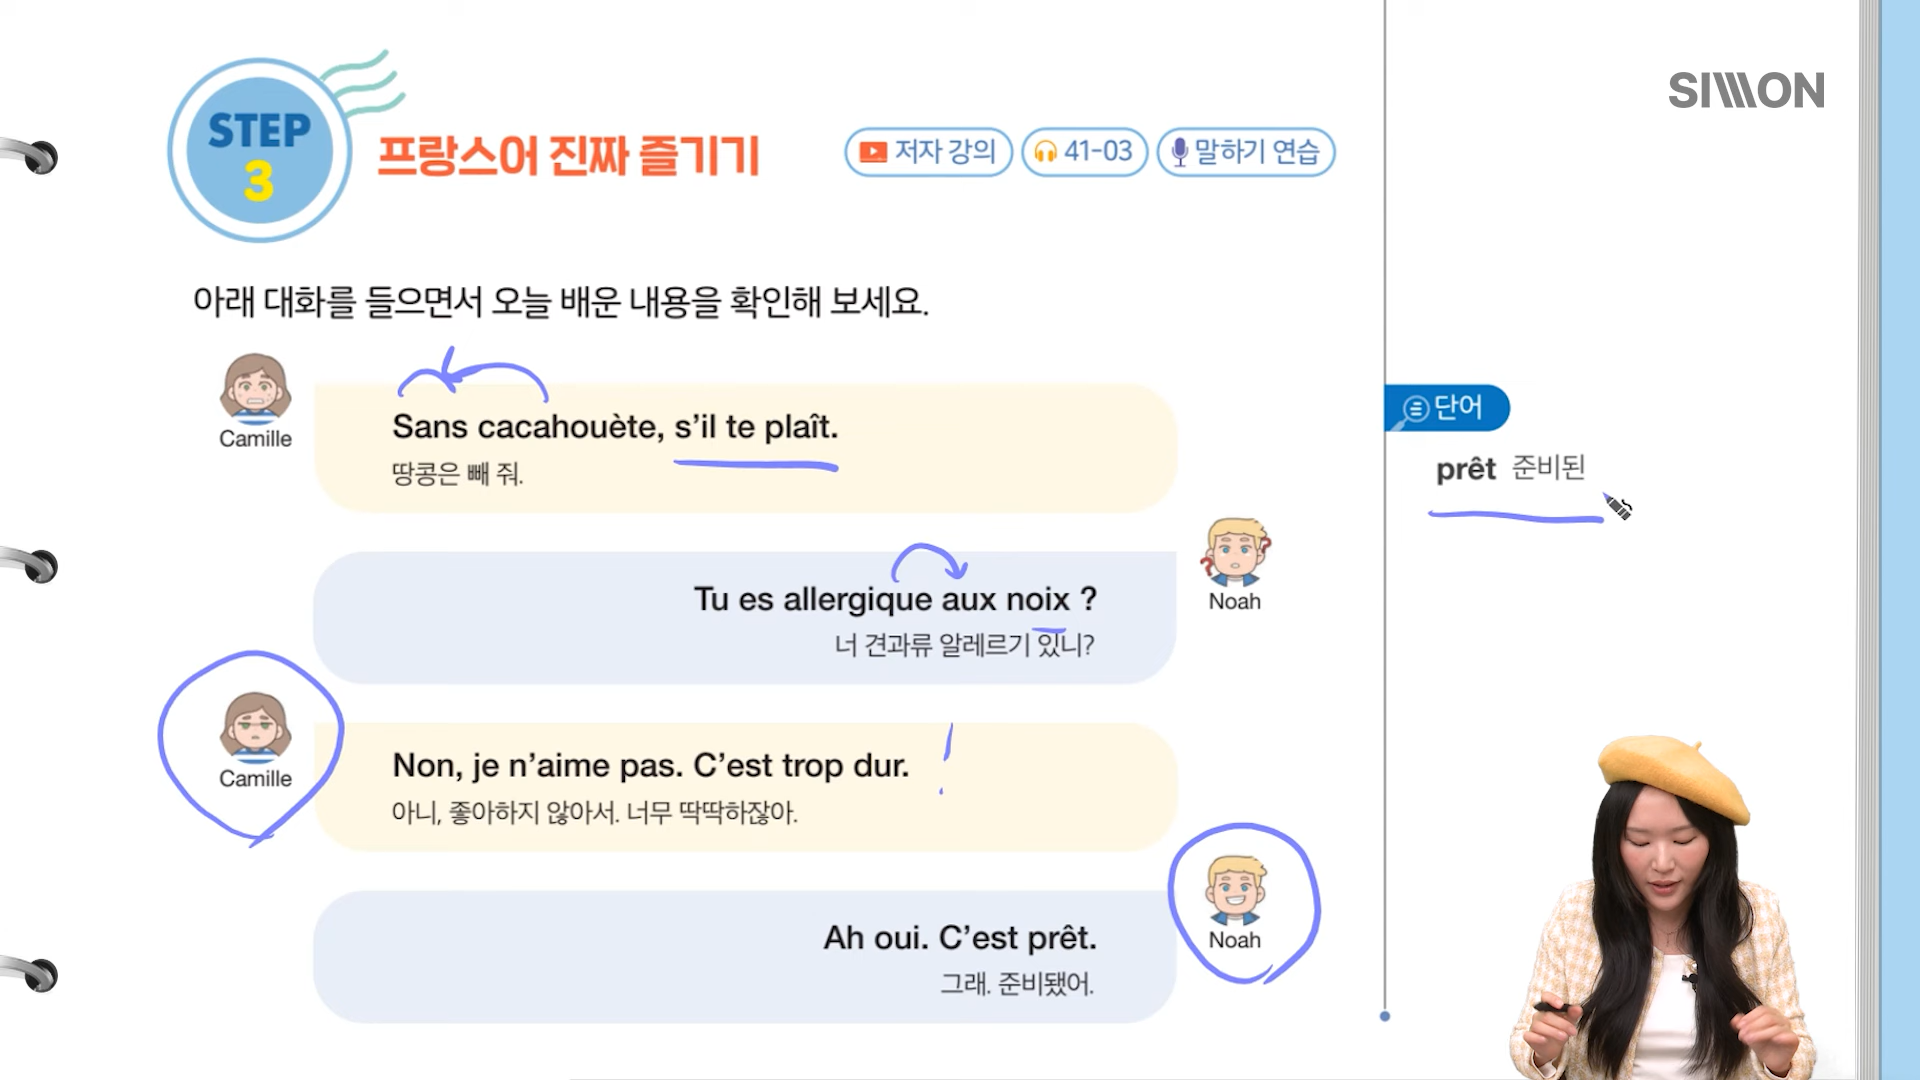 SIWON
STEP
3
프랑스어 진짜 즐기기
저자 강의
41-03
말하기 연습
아래 대화를 들으면서 오늘 배운 내용을 확인해 보세요.
Camille
Sans cacahouète, s’il te plaît.
땅콩은 빼 줘.
Noah
Tu es allergique aux noix ?
너 견과류 알레르기 있니?
Camille
Non, je n’aime pas. C’est trop dur.
아니, 좋아하지 않아서. 너무 딱딱하잖아.
Noah
Ah oui. C’est prêt.
그래. 준비됐어.
단어
prêt 준비된